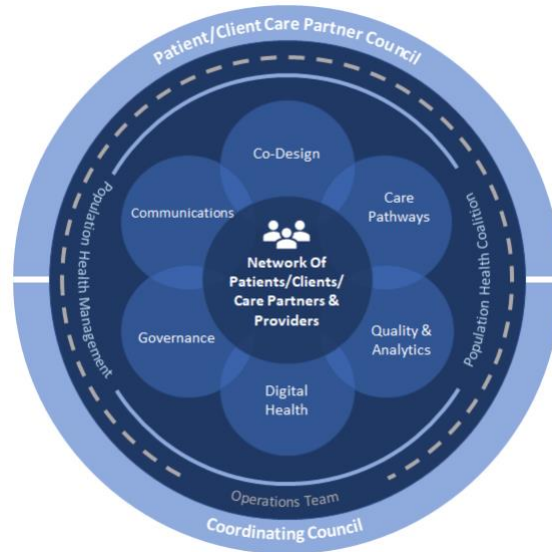 Patient/Client Care Partner Council
Population Health Management
Population Health Coalition
Co-Design
Communications
Care
Pathways
Network Of
Patients/Clients/
Care Partners &
Providers
Governance
Quality &
Analytics
Digital
Health
Operations Team
Coordinating Council